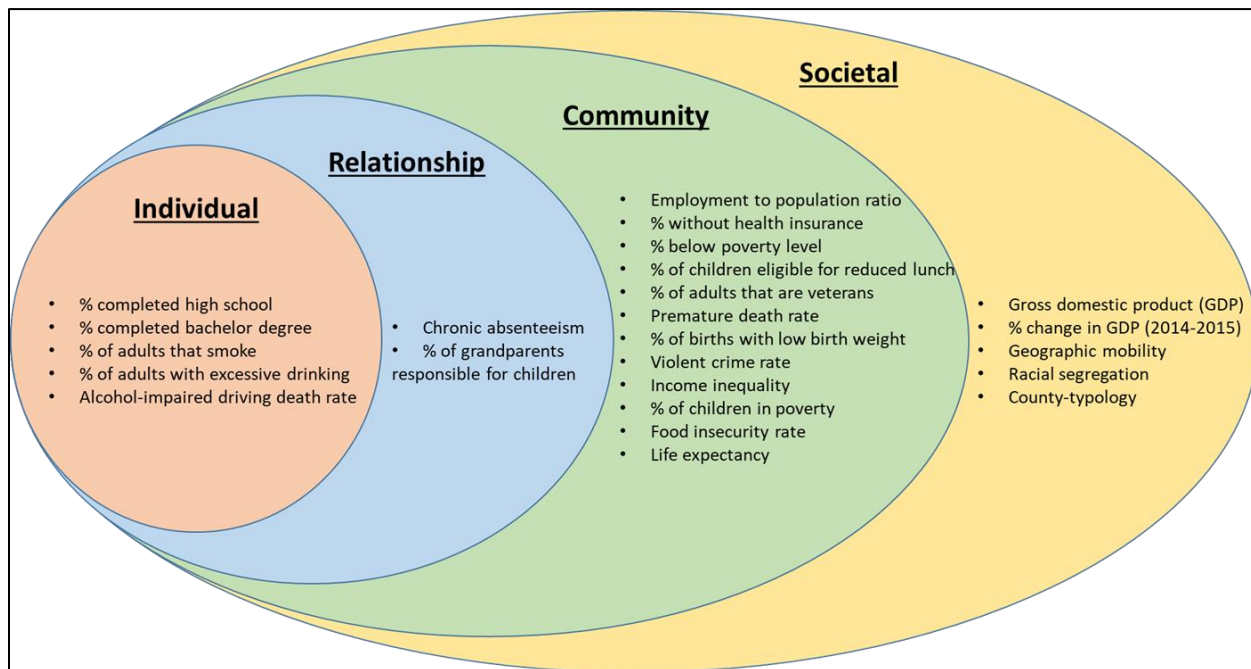 Societal
Community
Relationship
Individual
• % completed high school
• % completed bachelor degree
• % of adults that smoke
• % of adults with excessive drinking
• Alcohol-impaired driving death rate
• Chronic absenteeism
• % of grandparents
responsible for children
• Employment to population ratio
• % without health insurance
• % below poverty level
• % of children eligible for reduced lunch
• % of adults that are veterans
• Premature death rate
• % of births with low birth weight
• Violent crime rate
• Income inequality
• % of children in poverty
• Food insecurity rate
• Life expectancy
• Gross domestic product (GDP)
• % change in GDP (2014-2015)
• Geographic mobility
• Racial segregation
• County-typology